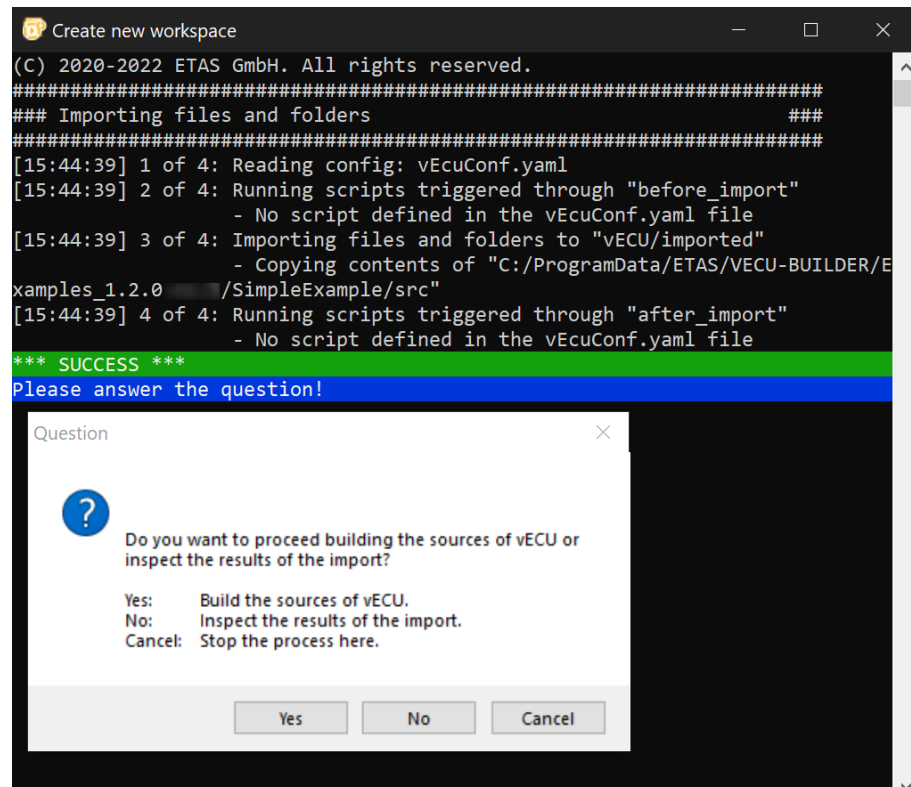 Create new workspace
(C) 2020-2022 ETAS GmbH. All rights reserved.
######################################################################
### Importing files and folders                                    ###
######################################################################
[15:44:39] 1 of 4: Reading config: vEcuConf.yaml
[15:44:39] 2 of 4: Running scripts triggered through "before_import"
- No script defined in the vEcuConf.yaml file
[15:44:39] 3 of 4: Importing files and folders to "vECU/imported"
- Copying contents of "C:/ProgramData/ETAS/VECU-BUILDER/E
xamples_1.2.0 /SimpleExample/src"
[15:44:39] 4 of 4: Running scripts triggered through "after_import"
- No script defined in the vEcuConf.yaml file
*** SUCCESS ***
Please answer the question!
Question
?
Do you want to proceed building the sources of vECU or
inspect the results of the import?
Yes: Build the sources of vECU.
No: Inspect the results of the import.
Cancel: Stop the process here.
Yes No Cancel